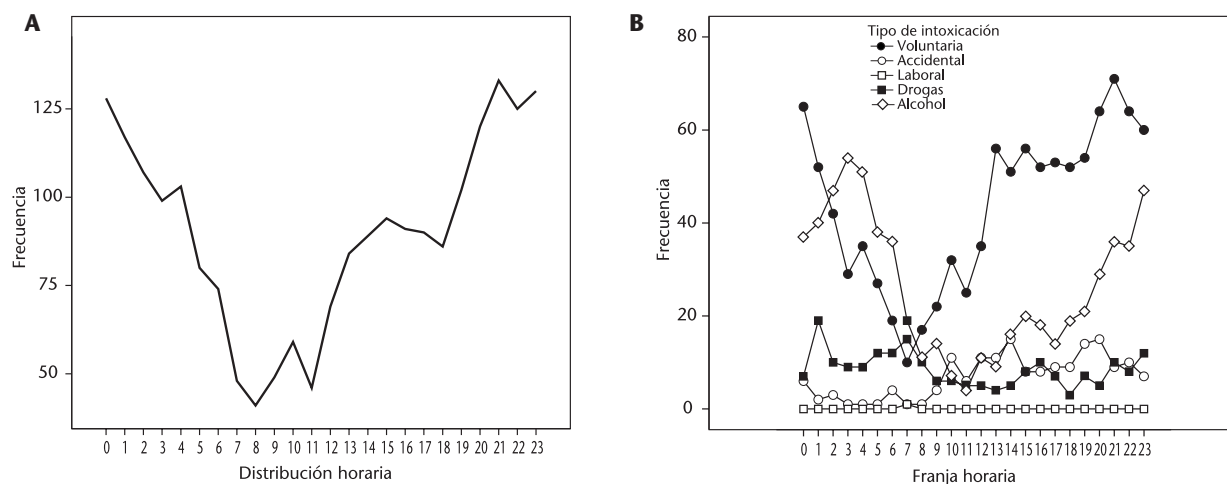 A
Frecuencia
125
100
75
50
0 1 2 3 4 5 6 7 8 9 10 11 12 13 14 15 16 17 18 19 20 21 22 23
Distribución horaria
B
Tipo de intoxicación
Voluntaria
Accidental
Laboral
Drogas
Alcohol
Frecuencia
80
60
40
20
0
0 1 2 3 4 5 6 7 8 9 10 11 12 13 14 15 16 17 18 19 20 21 22 23
Franja horaria